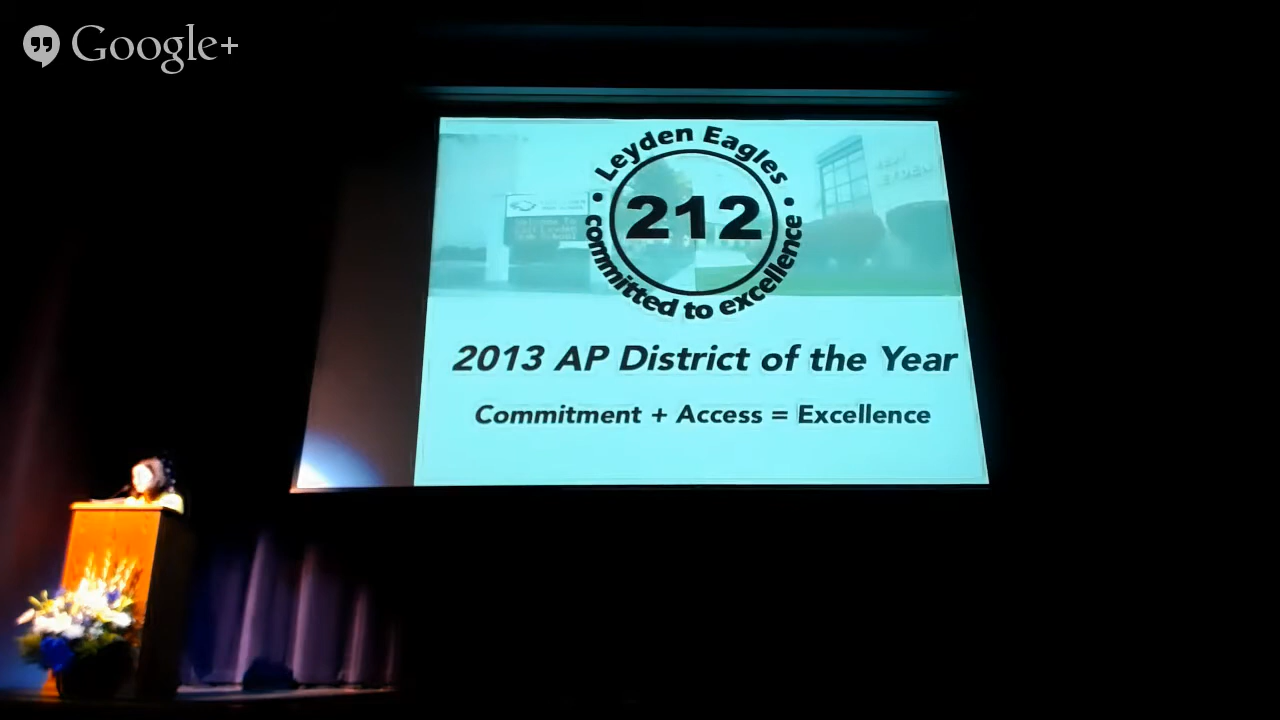 Google+
Leyden Eagles
212
committed to excellence
2013 AP District of the Year
Commitment + Access = Excellence